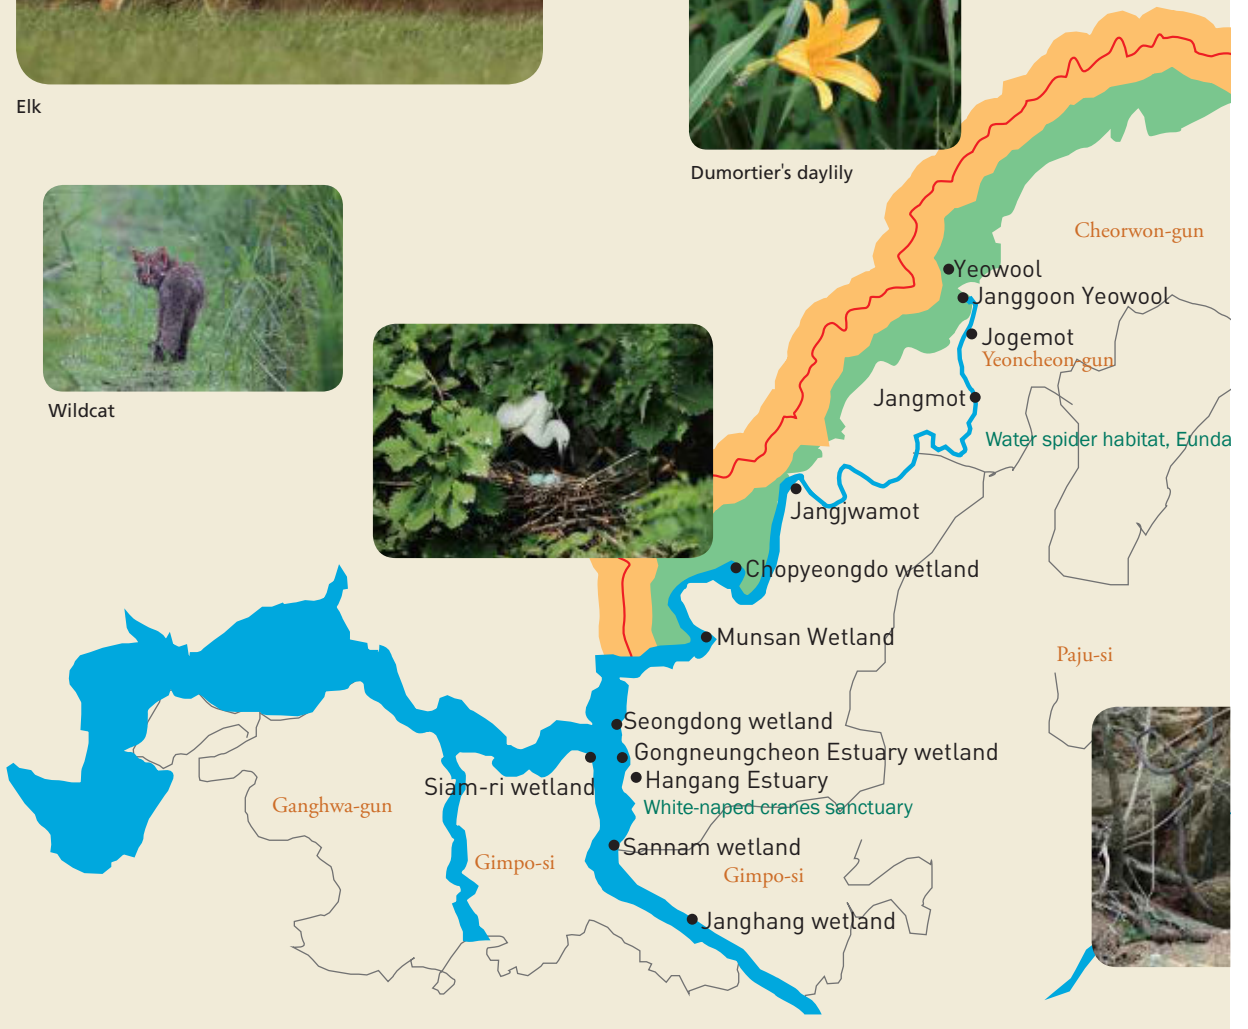 Elk
Dumortier's daylily
Wildcat
Cheorwon-gun
Yeowool
Janggoon Yeowool
Jogemot
Yeoncheon-gun
Jangmot
Water spider habitat, Eunda
Jangjwamot
Chopyeongdo wetland
Munsan Wetland
Paju-si
Seongdong wetland
Gongneungcheon Estuary wetland
Siam-ri wetland
Hangang Estuary
White-naped cranes sanctuary
Ganghwa-gun
Sannam wetland
Gimpo-si
Gimpo-si
Janghang wetland